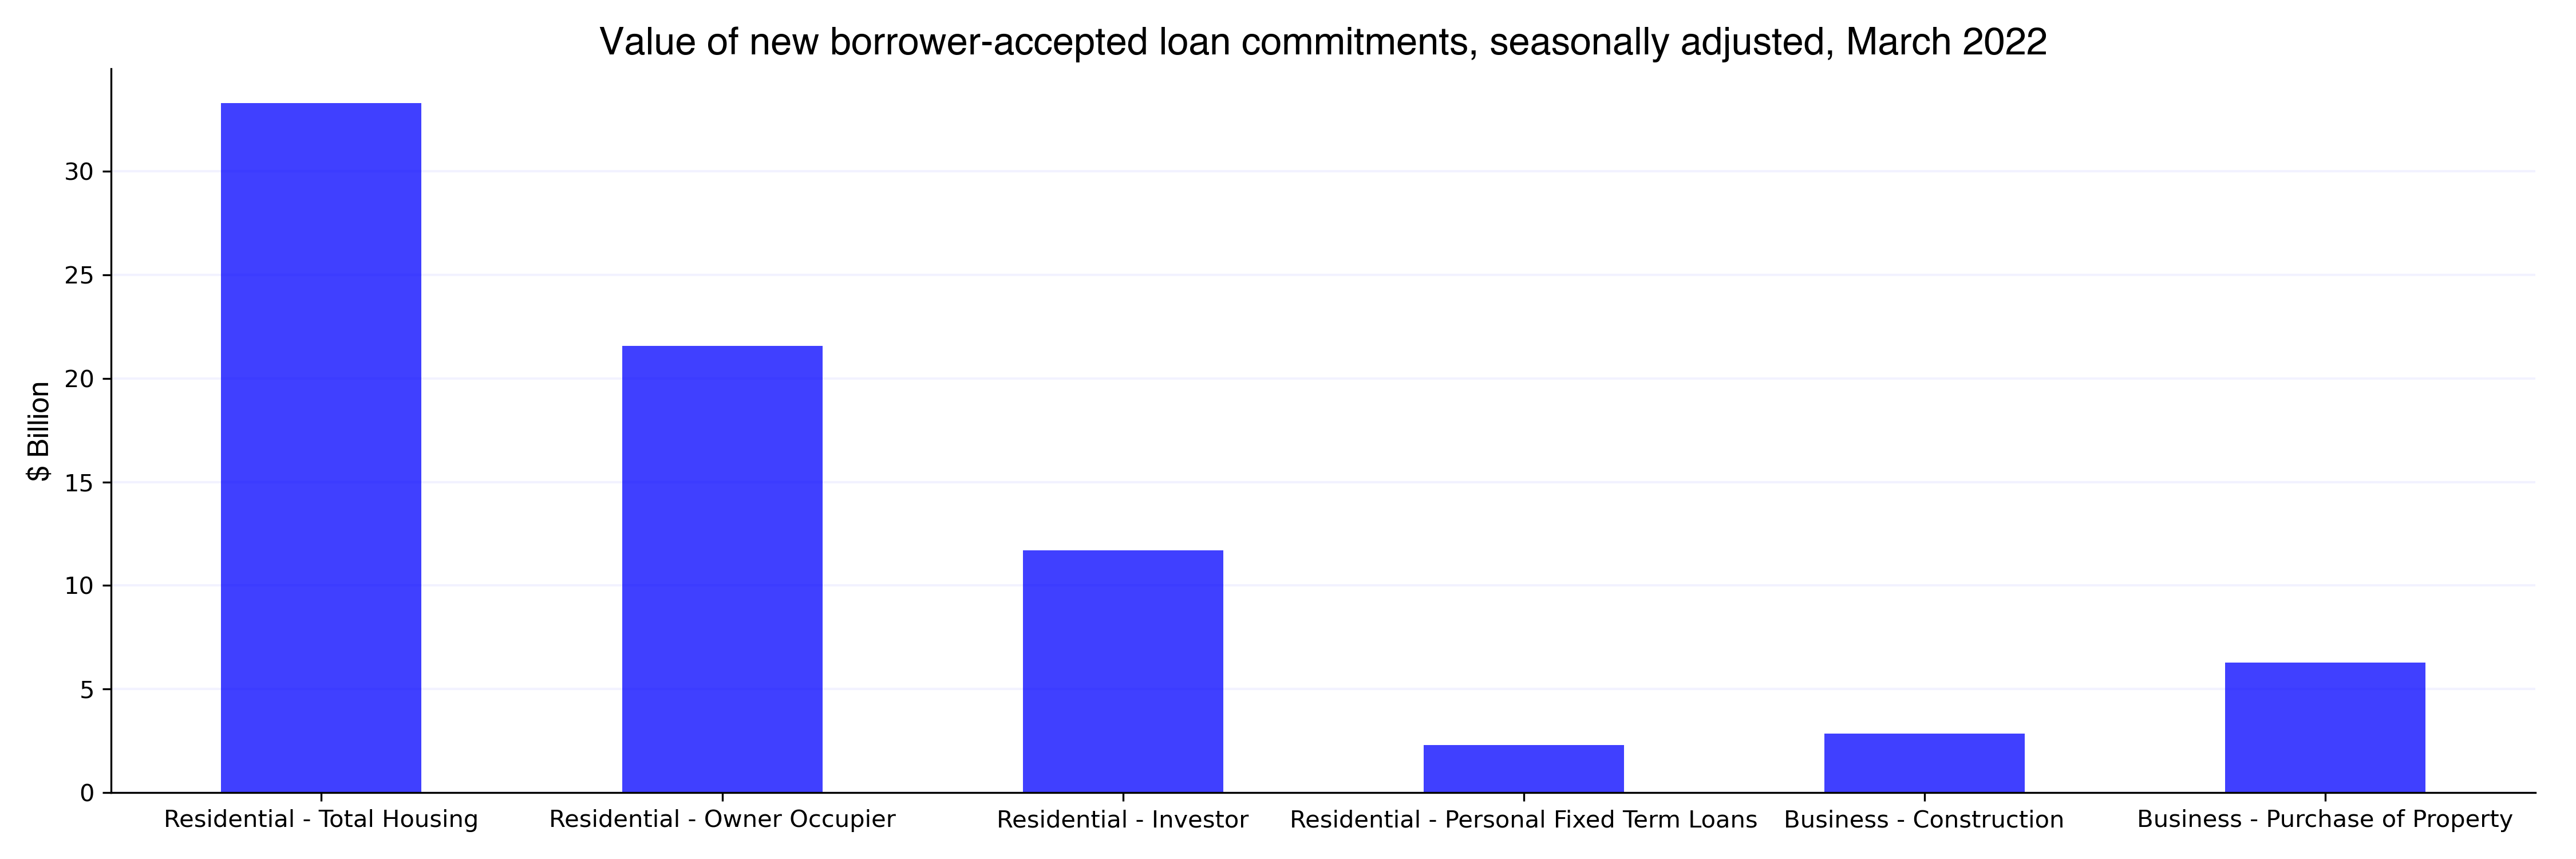 Value of new borrower-accepted loan commitments, seasonally adjusted, March 2022
$ Billion
30
25
20
15
10
5
0
Residential - Total Housing
Residential - Owner Occupier
Residential - Investor
Residential - Personal Fixed Term Loans
Business - Construction
Business - Purchase of Property